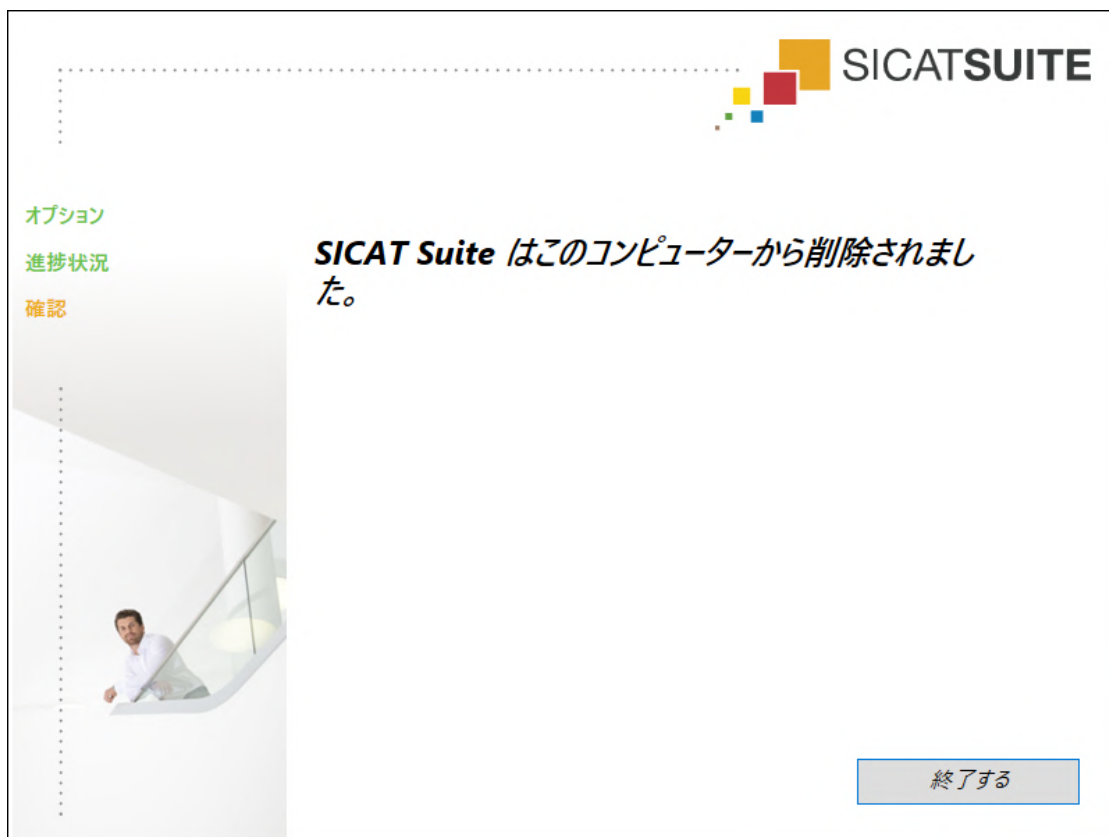 SICATSUITE
オプション
進捗状況
確認
SICAT Suite はこのコンピューターから削除されまし
た。
終了する